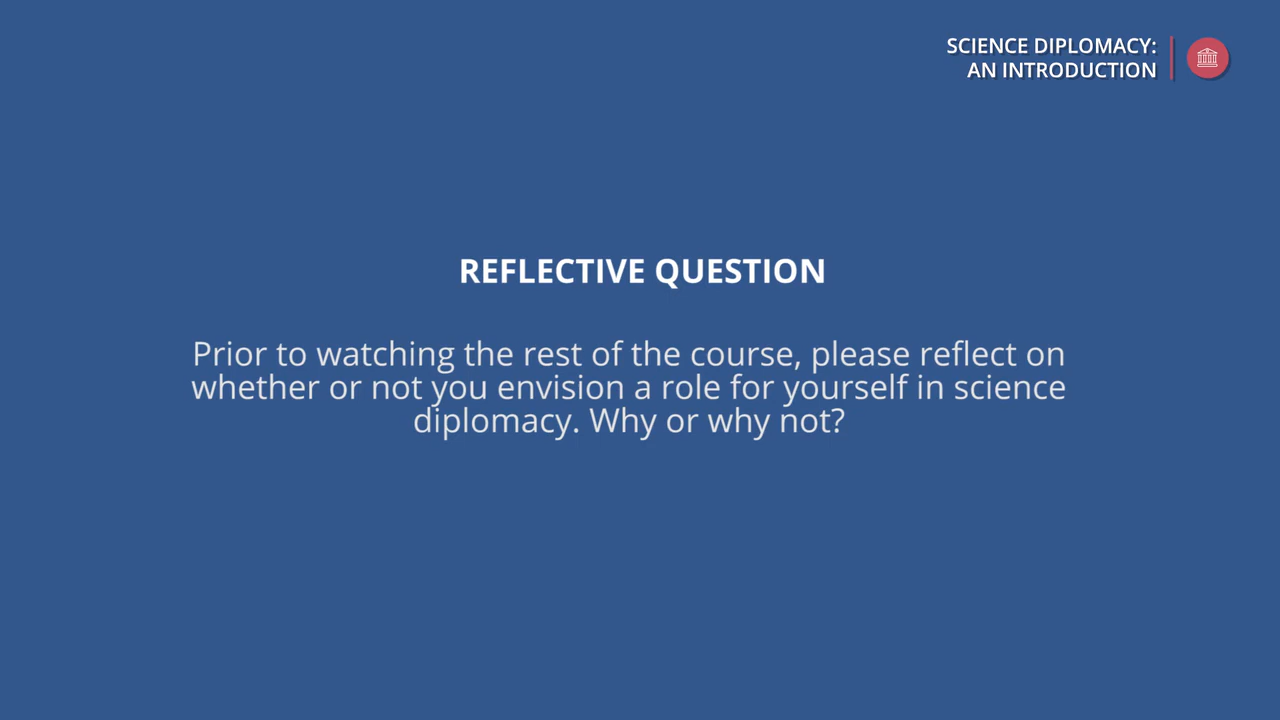 SCIENCE DIPLOMACY:
AN INTRODUCTION
REFLECTIVE QUESTION
Prior to watching the rest of the course, please reflect on
whether or not you envision a role for yourself in science
diplomacy. Why or why not?